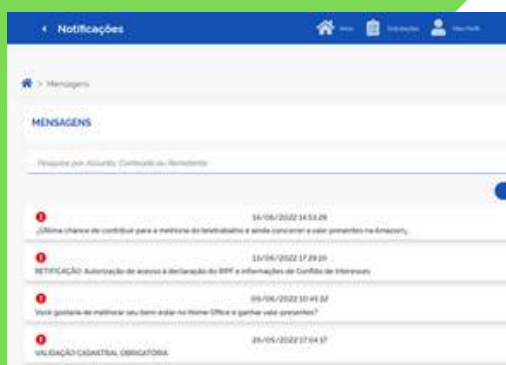 Notificações
Início Solicitações Meu Perfil
> Mensagens
MENSAGENS
Pesquise por Assunto, Conteúdo ou Remetente
14/06/2022 14:53:28
¿Última chance de contribuir para a melhoria do teletrabalho e ainda concorrer a vale-presentes na Amazon¿
13/06/2022 17:29:10
RETIFICAÇÃO: Autorização de acesso à declaração do IRPF e informações de Conflito de Interesses
09/06/2022 10:45:32
Você gostaria de melhorar seu bem-estar no Home Office e ganhar vale-presentes?
26/05/2022 17:04:17
VALIDAÇÃO CADASTRAL OBRIGATÓRIA